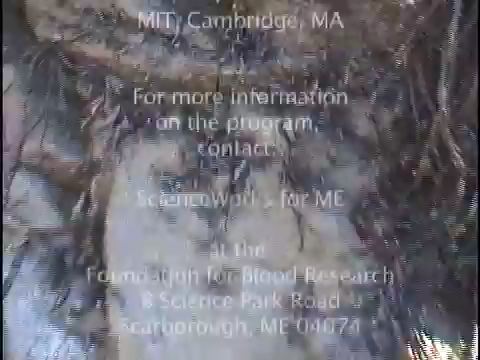 MIT, Cambridge, MA
For more information
on the program,
contact:
ScienceWorks for ME
at the
Foundation for Blood Research
8 Science Park Road
Scarborough, ME 04074